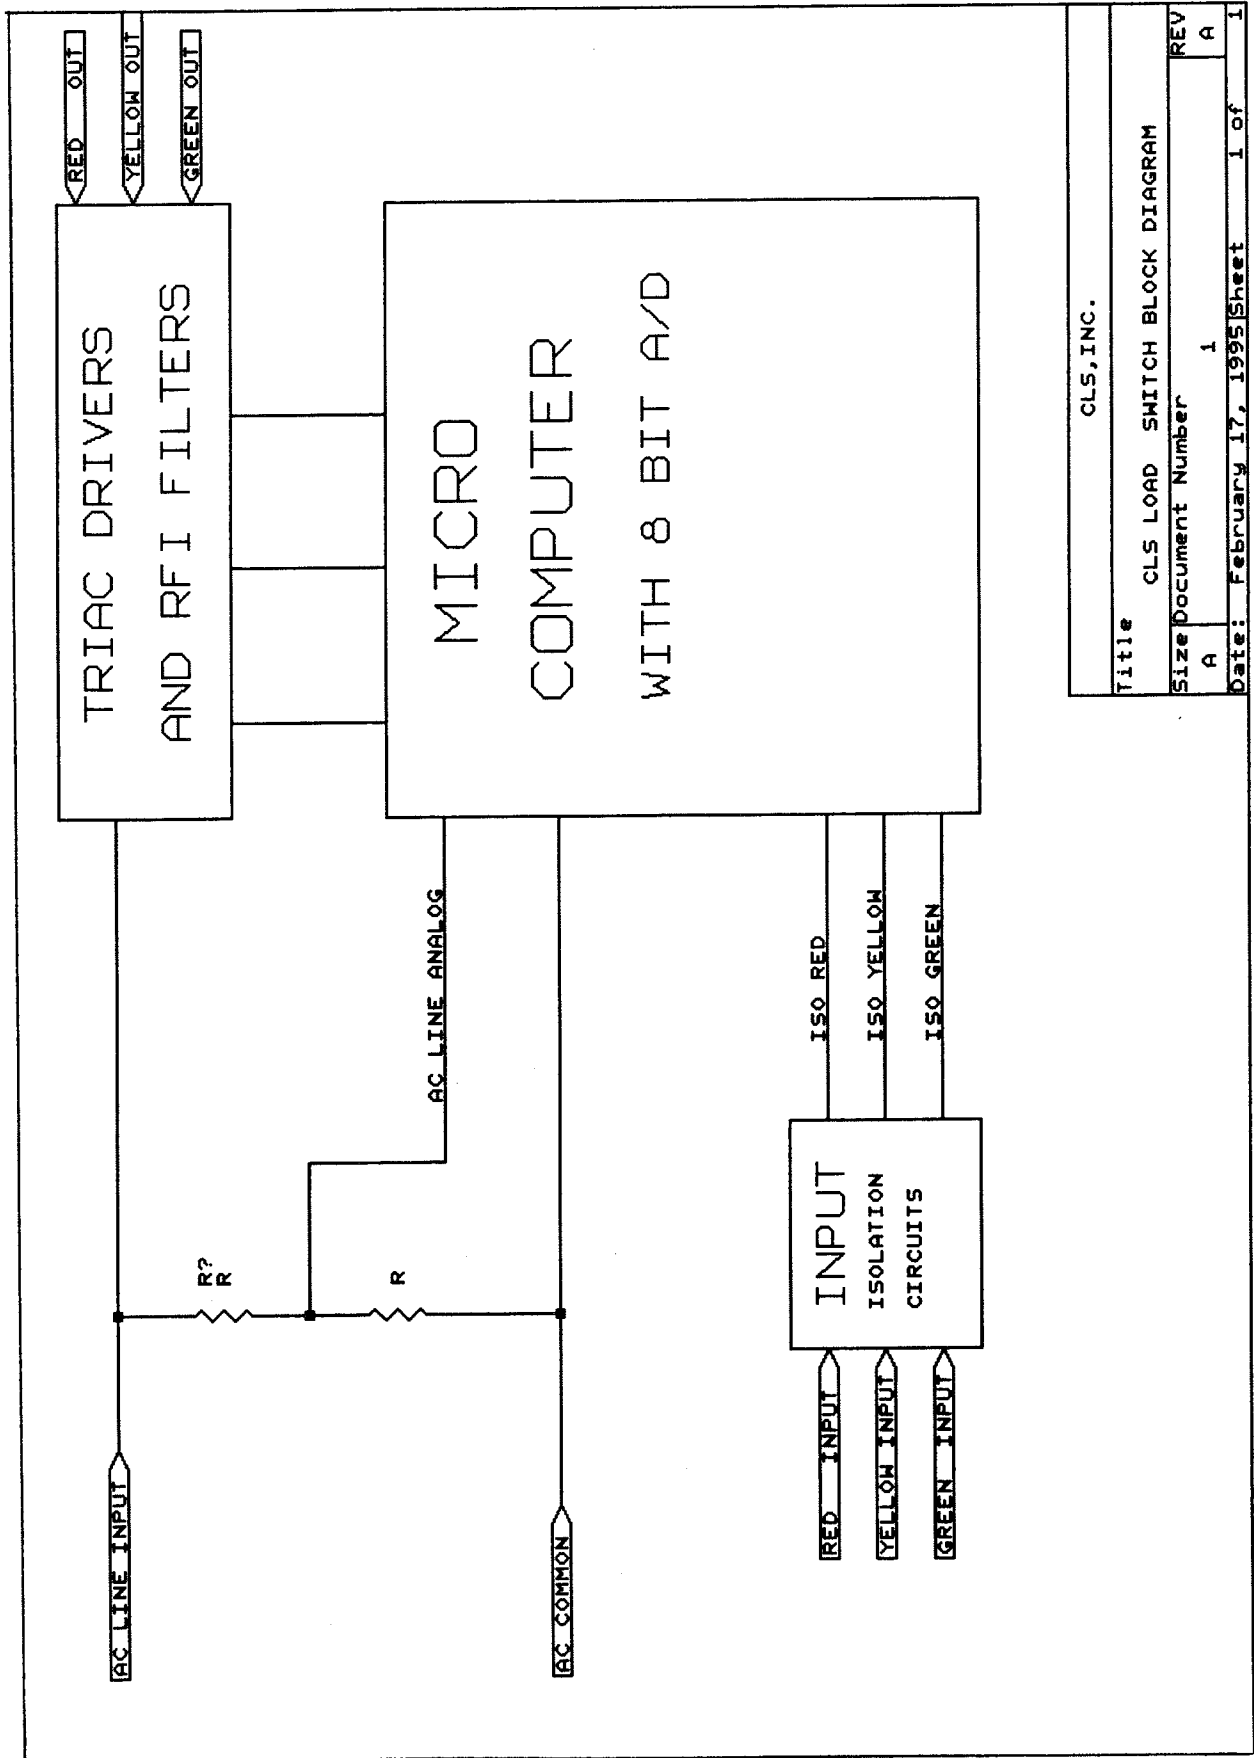 RED OUT
YELLOW OUT
GREEN OUT
TRIAC DRIVERS
AND RFI FILTERS
AC LINE INPUT
R?
R
R
AC LINE ANALOG
AC COMMON
MICRO
COMPUTER
WITH 8 BIT A/D
RED INPUT
YELLOW INPUT
GREEN INPUT
INPUT
ISOLATION
CIRCUITS
ISO RED
ISO YELLOW
ISO GREEN
CLS,INC.
Title
CLS LOAD SWITCH BLOCK DIAGRAM
Size Document Number REV
A 1 A
Date: February 17, 1995 Sheet 1 of 1